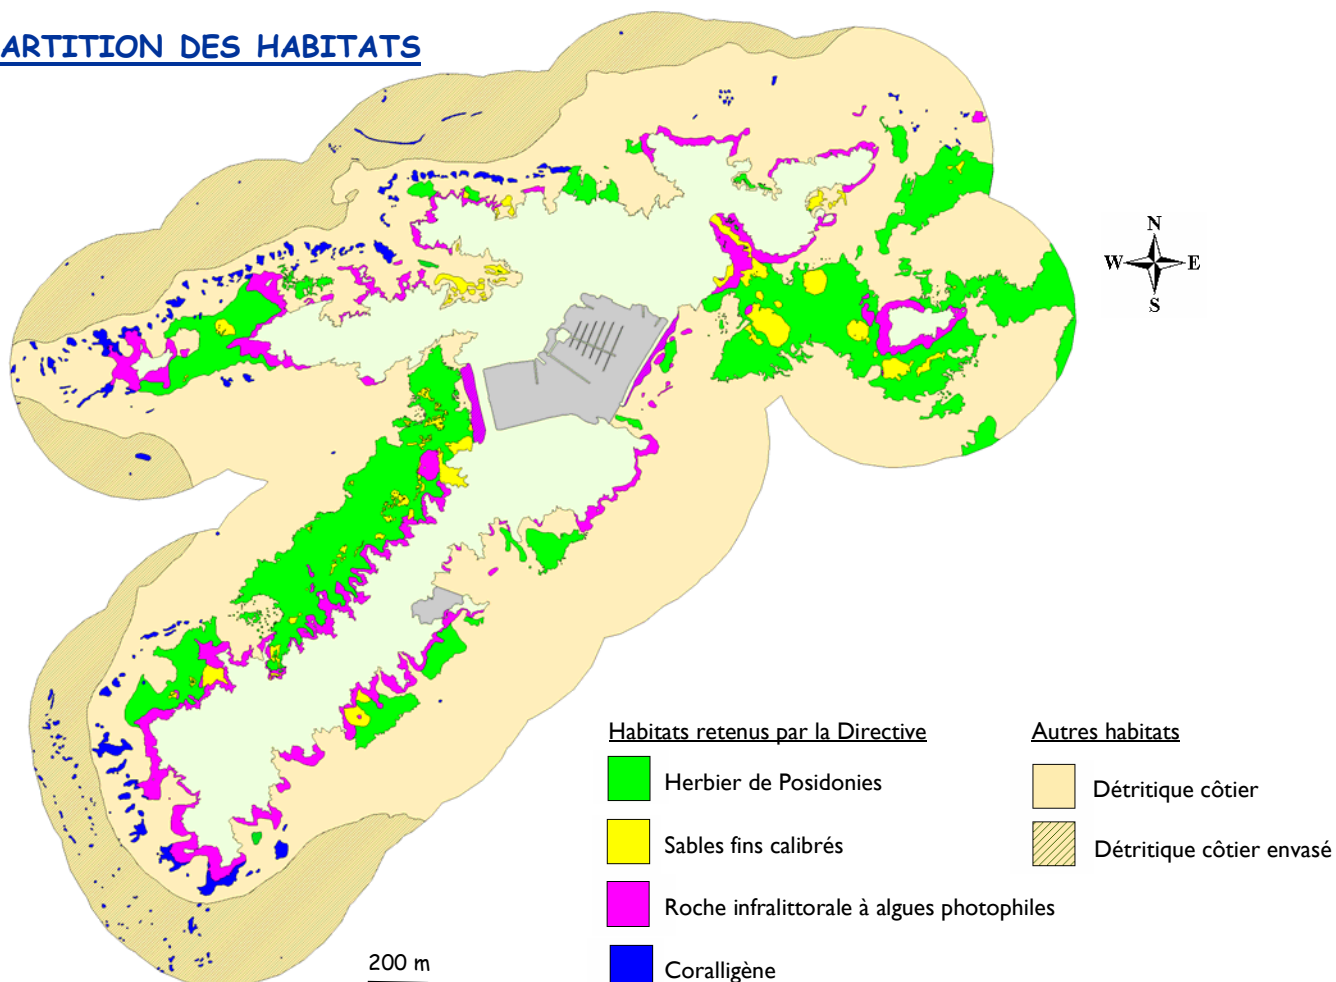 ARTITION DES HABITATS
N
W E
S
Habitats retenus par la Directive
Herbier de Posidonies
Sables fins calibrés
Roche infralittorale à algues photophiles
Coralligène
Autres habitats
Détritique côtier
Détritique côtier envasé
200 m